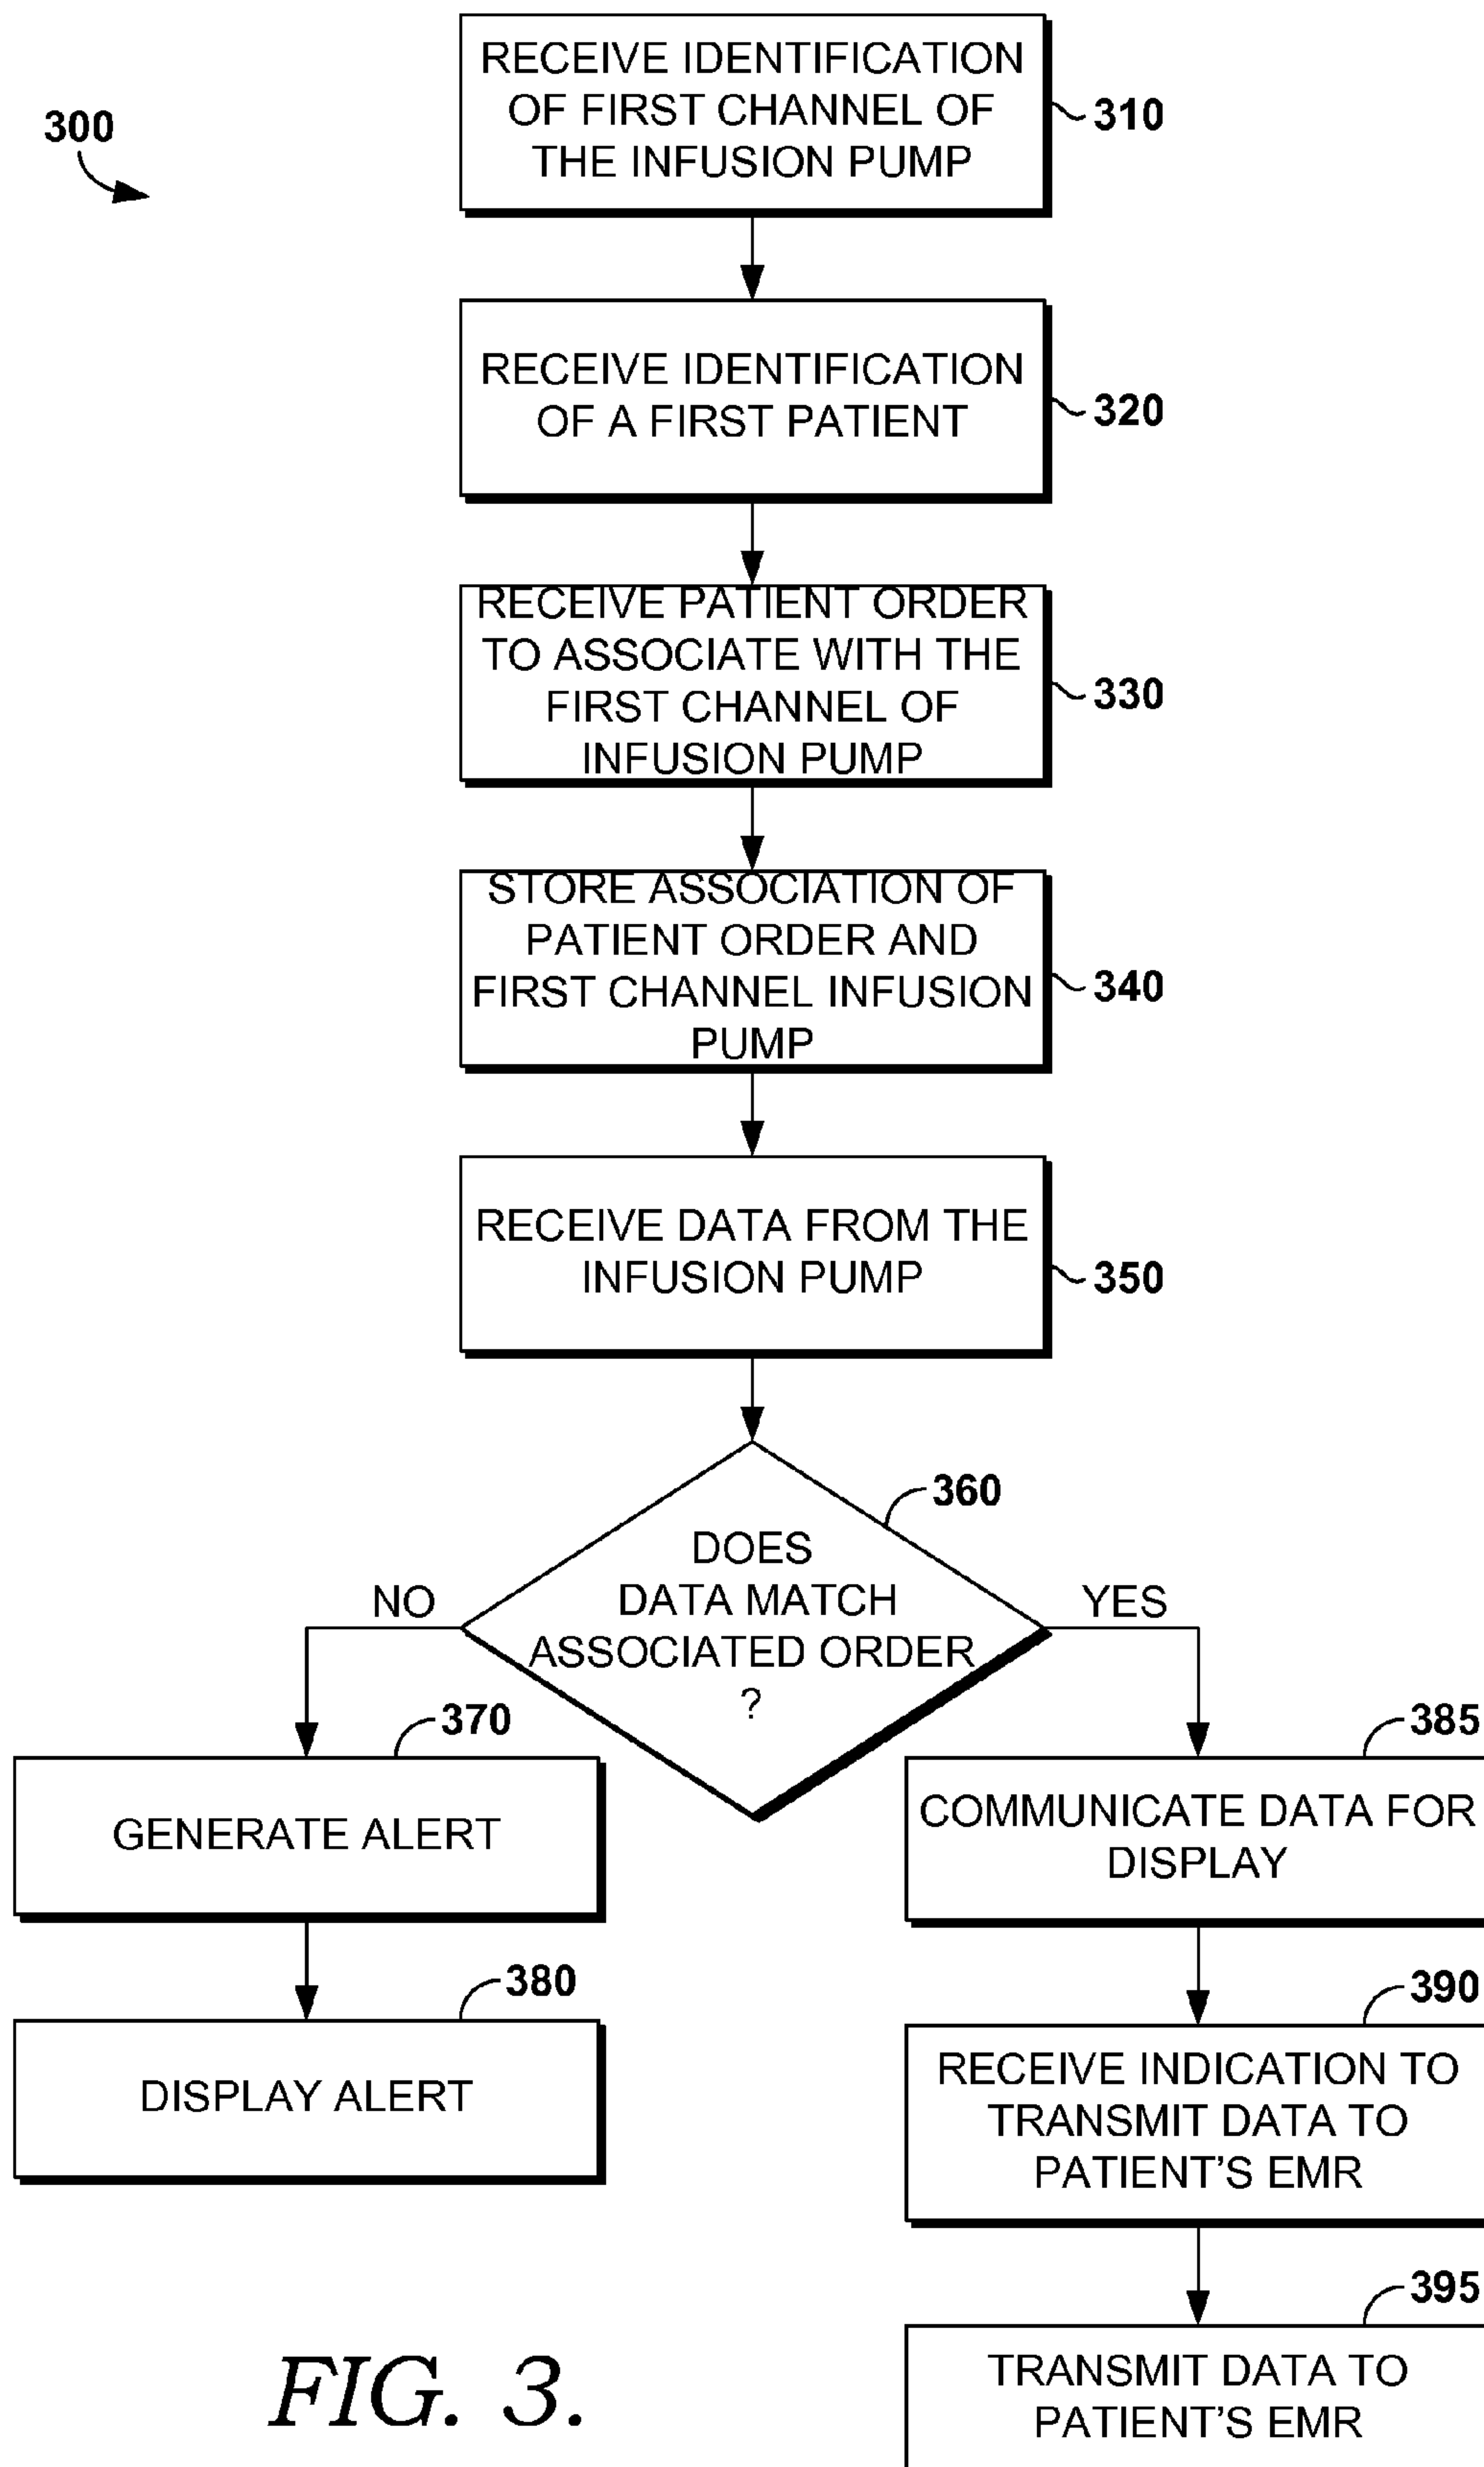 300
RECEIVE IDENTIFICATION
OF FIRST CHANNEL OF
THE INFUSION PUMP
310
RECEIVE IDENTIFICATION
OF A FIRST PATIENT
320
RECEIVE PATIENT ORDER
TO ASSOCIATE WITH THE
FIRST CHANNEL OF
INFUSION PUMP
330
STORE ASSOCIATION OF
PATIENT ORDER AND
FIRST CHANNEL INFUSION
PUMP
340
RECEIVE DATA FROM THE
INFUSION PUMP
350
360
DOES
DATA MATCH
ASSOCIATED ORDER
?
NO
YES
370
GENERATE ALERT
380
DISPLAY ALERT
385
COMMUNICATE DATA FOR
DISPLAY
390
RECEIVE INDICATION TO
TRANSMIT DATA TO
PATIENT'S EMR
395
TRANSMIT DATA TO
PATIENT'S EMR
FIG. 3.